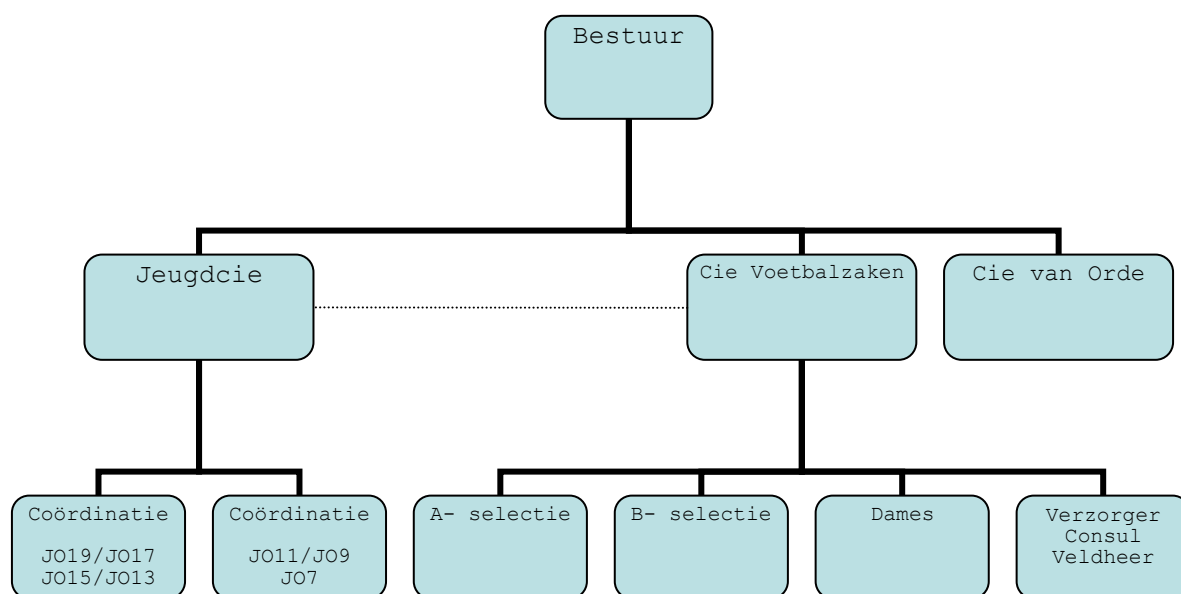 Bestuur
Jeugdcie
Cie Voetbalzaken
Cie van Orde
Coördinatie
JO19/JO17
JO15/JO13
Coördinatie
JO11/JO9
JO7
A- selectie
B- selectie
Dames
Verzorger
Consul
Veldheer